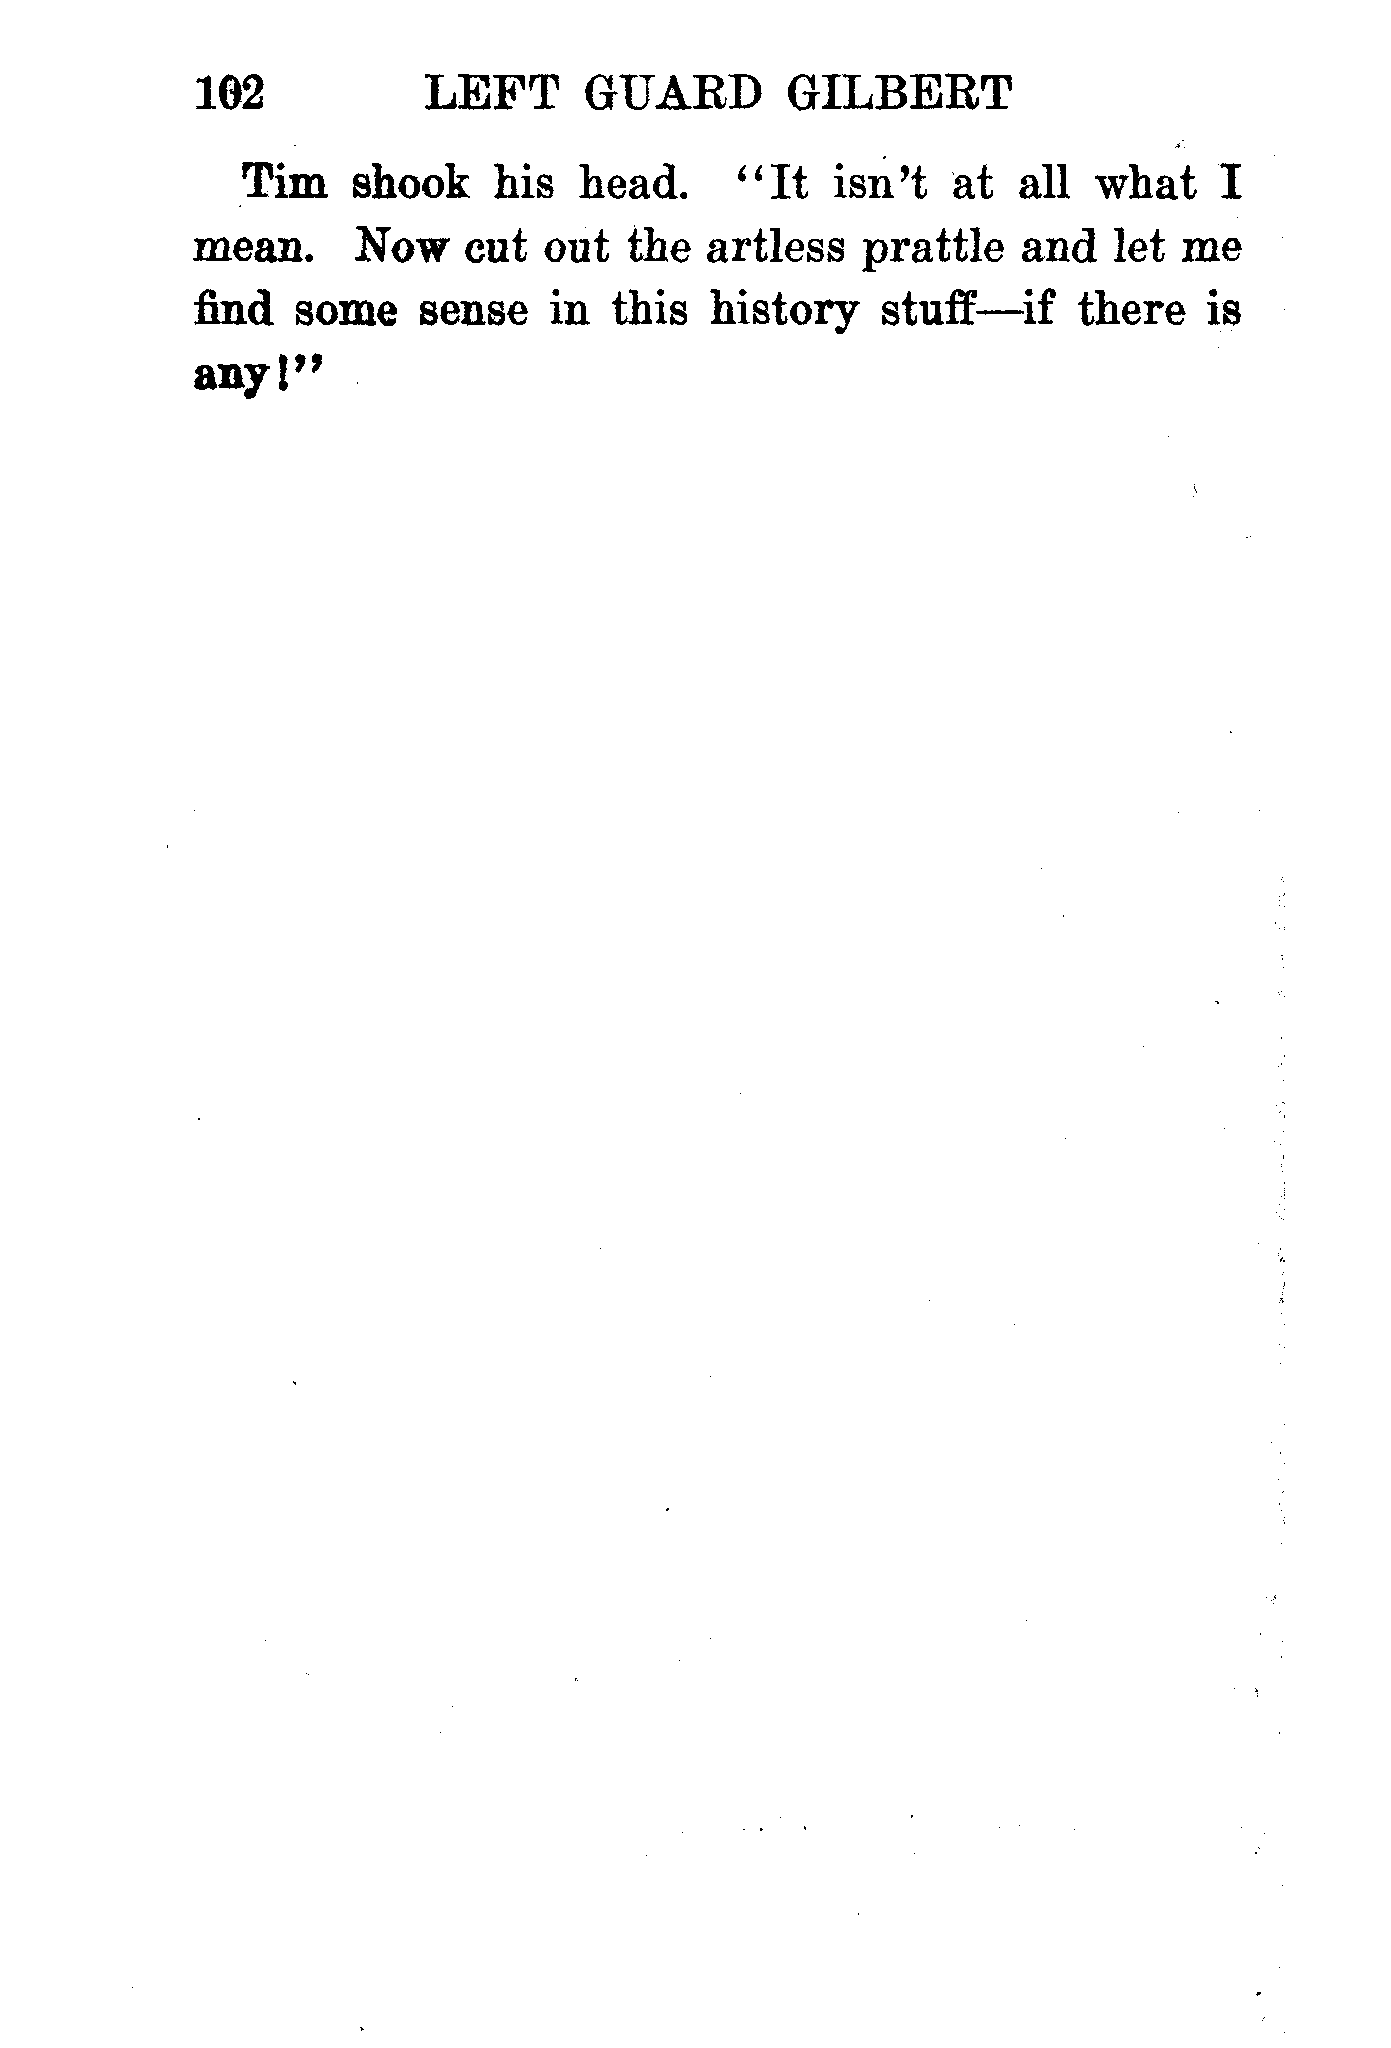 102 LEFT GUARD GILBERT
Tim shook his head. “It isn’t at all what I
mean. Now cut out the artless prattle and let me
find some sense in this history stuff—if there is
any!”